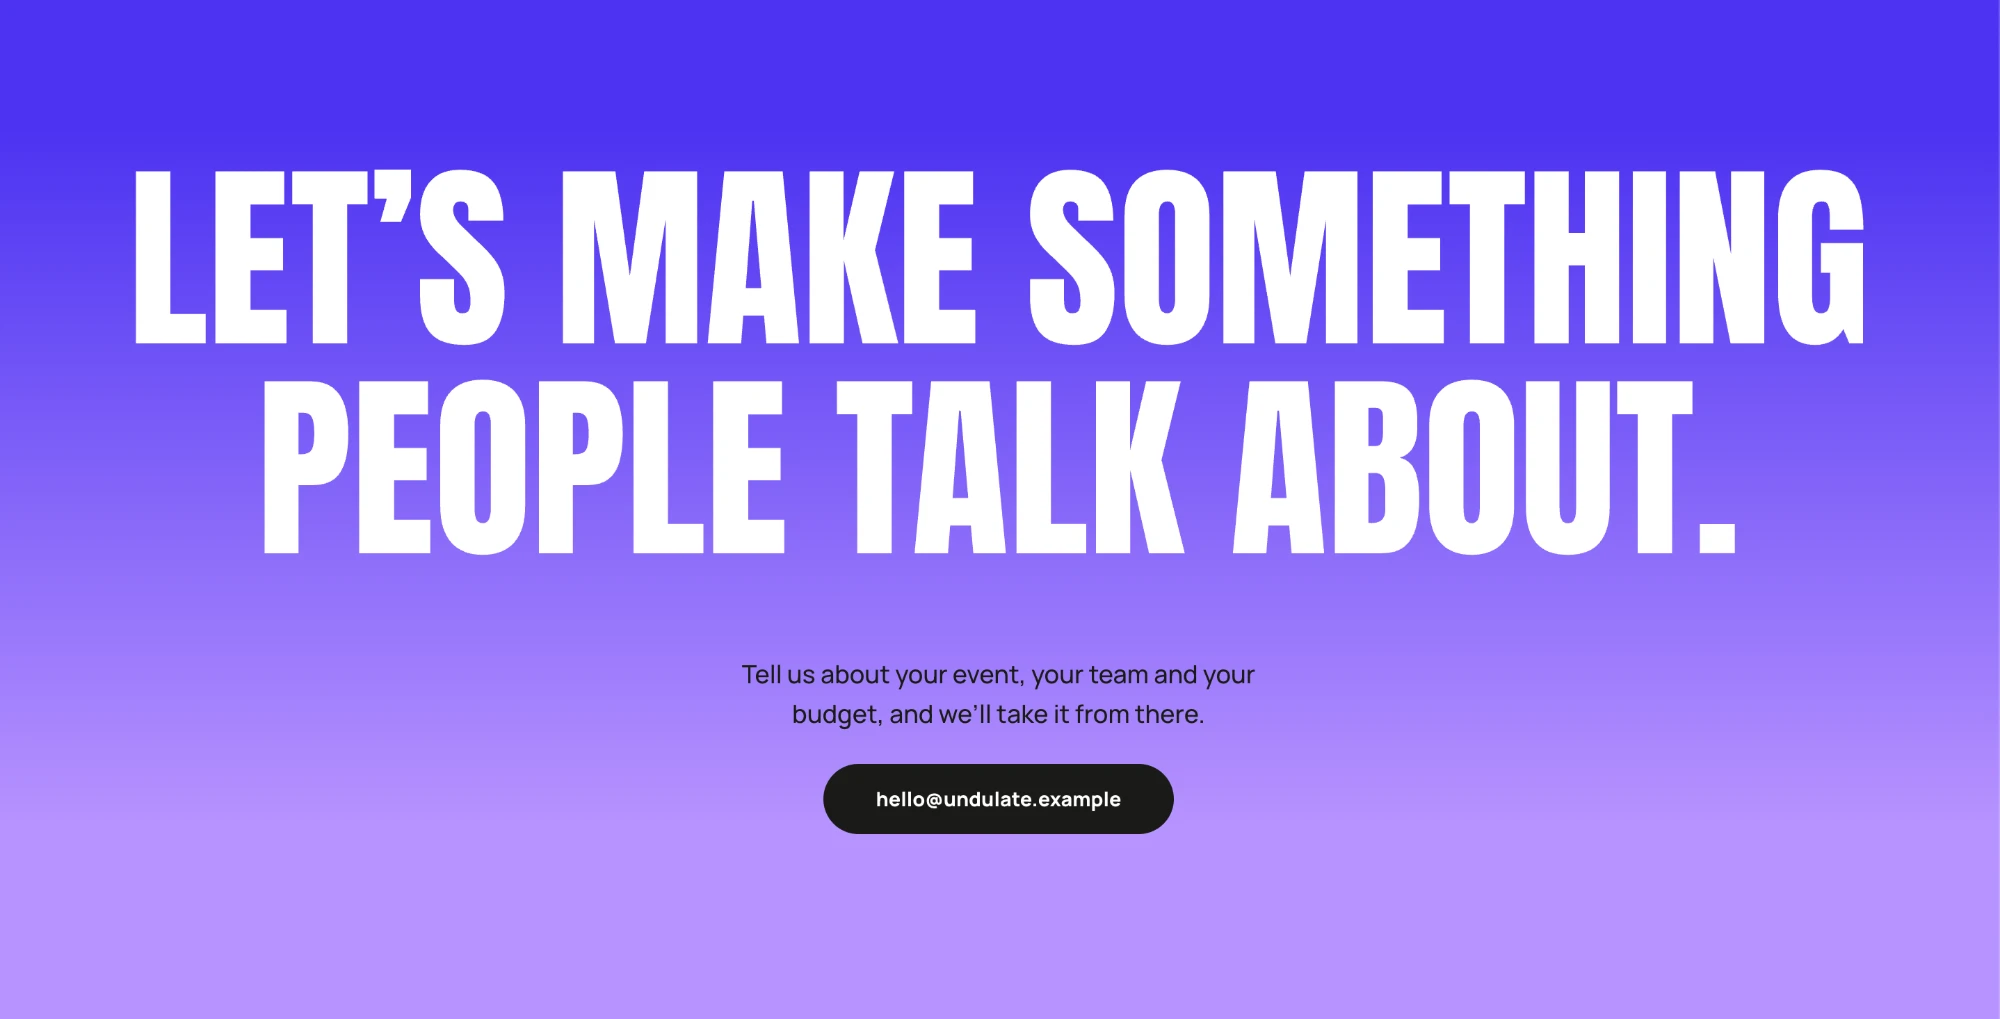 LET’S MAKE SOMETHING
PEOPLE TALK ABOUT.
Tell us about your event, your team and your
budget, and we’ll take it from there.
hello@undulate.example